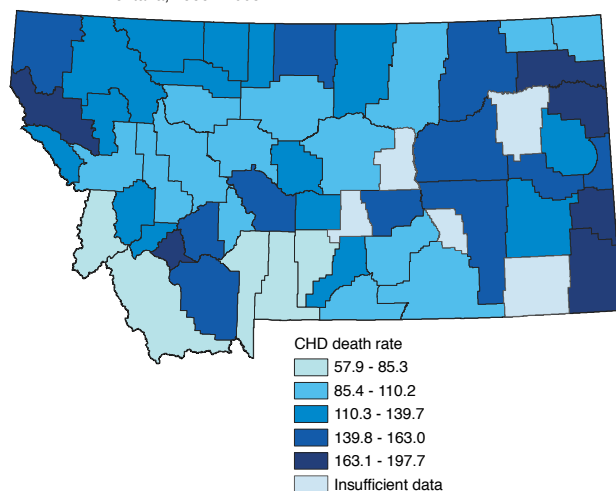 CHD death rate
57.9 - 85.3
85.4 - 110.2
110.3 - 139.7
139.8 - 163.0
163.1 - 197.7
Insufficient data